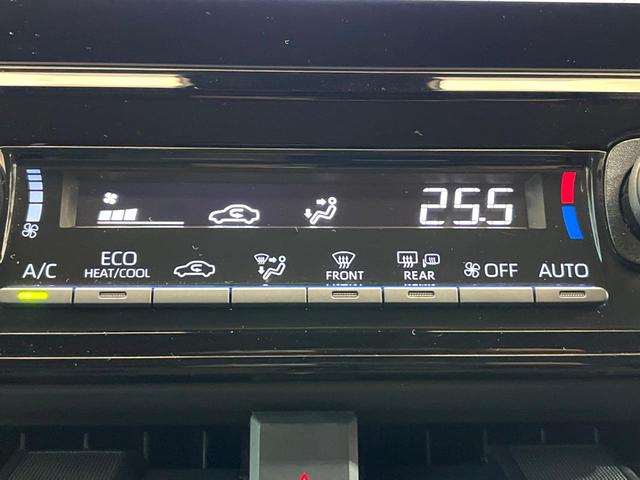 25.5
A/C
ECO
HEAT/COOL
FRONT
REAR
OFF
AUTO